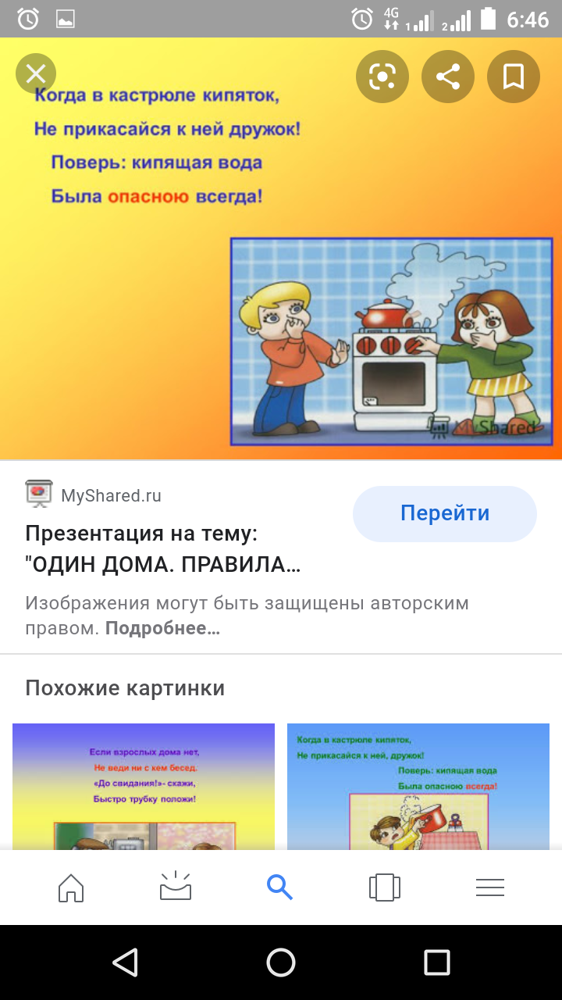 4G
1
2
6:46
Когда в кастрюле кипяток,
Не прикасайся к ней дружок!
Поверь: кипящая вода
Была опасною всегда!
MyShared
MyShared.ru
Перейти
Презентация на тему:
"ОДИН ДОМА. ПРАВИЛА…
Изображения могут быть защищены авторским
правом. Подробнее…
Похожие картинки
Если взрослых дома нет,
Не веди ни с кем бесед.
«До свидания!»- скажи,
Быстро трубку положи!
Когда в кастрюле кипяток,
Не прикасайся к ней, дружок!
Поверь: кипящая вода
Была опасною всегда!